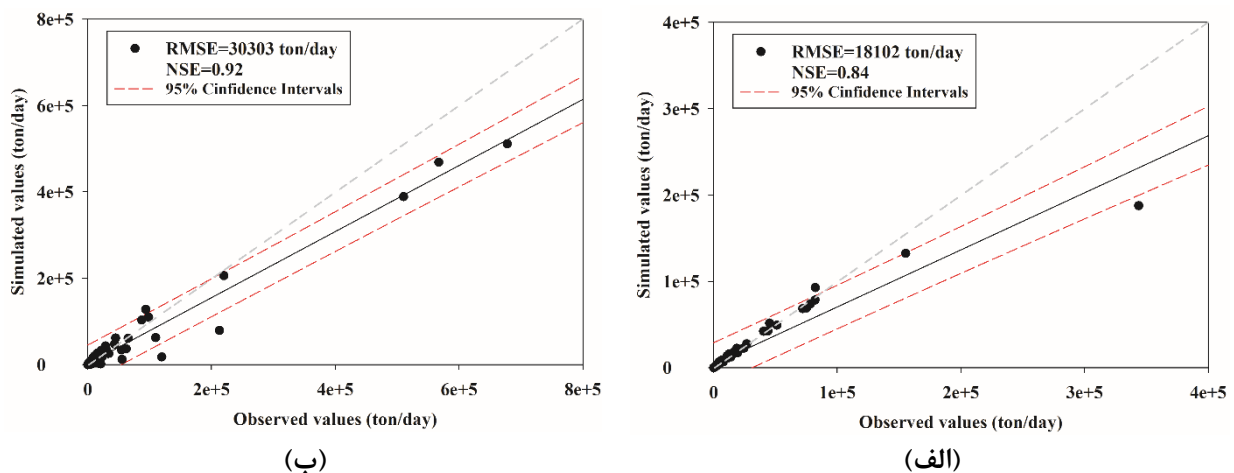 8e+5
6e+5
4e+5
2e+5
0
Simulated values (ton/day)
RMSE=30303 ton/day
NSE=0.92
95% Cinfidence Intervals
0
2e+5
4e+5
6e+5
8e+5
Observed values (ton/day)
(ب)
4e+5
3e+5
2e+5
1e+5
0
Simulated values (ton/day)
RMSE=18102 ton/day
NSE=0.84
95% Cinfidence Intervals
0
1e+5
2e+5
3e+5
4e+5
Observed values (ton/day)
(الف)